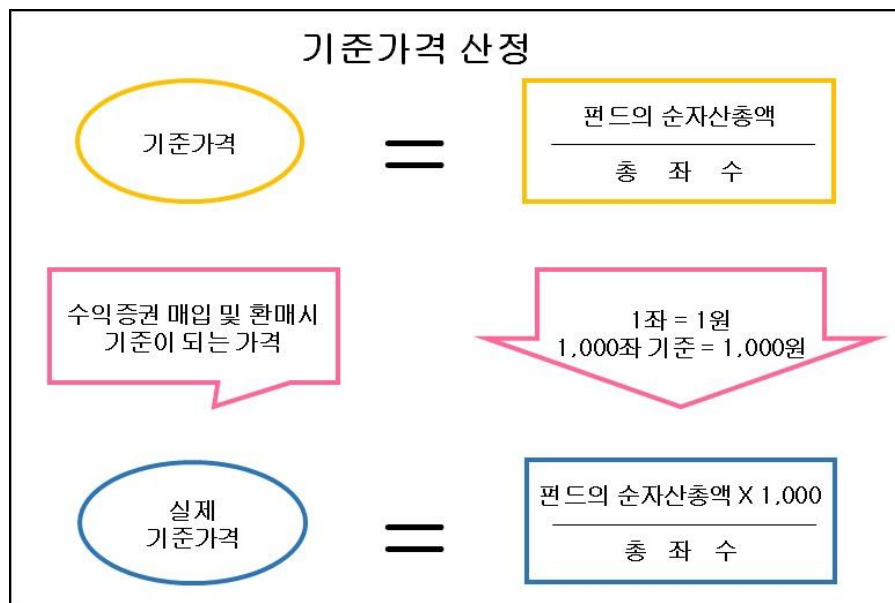 기준가격 산정
기준가격
=
펀드의 순자산총액
총 좌 수
수익증권 매입 및 환매시
기준이 되는 가격
1좌 = 1원
1,000좌 기준 = 1,000원
실제
기준가격
=
펀드의 순자산총액 X 1,000
총 좌 수